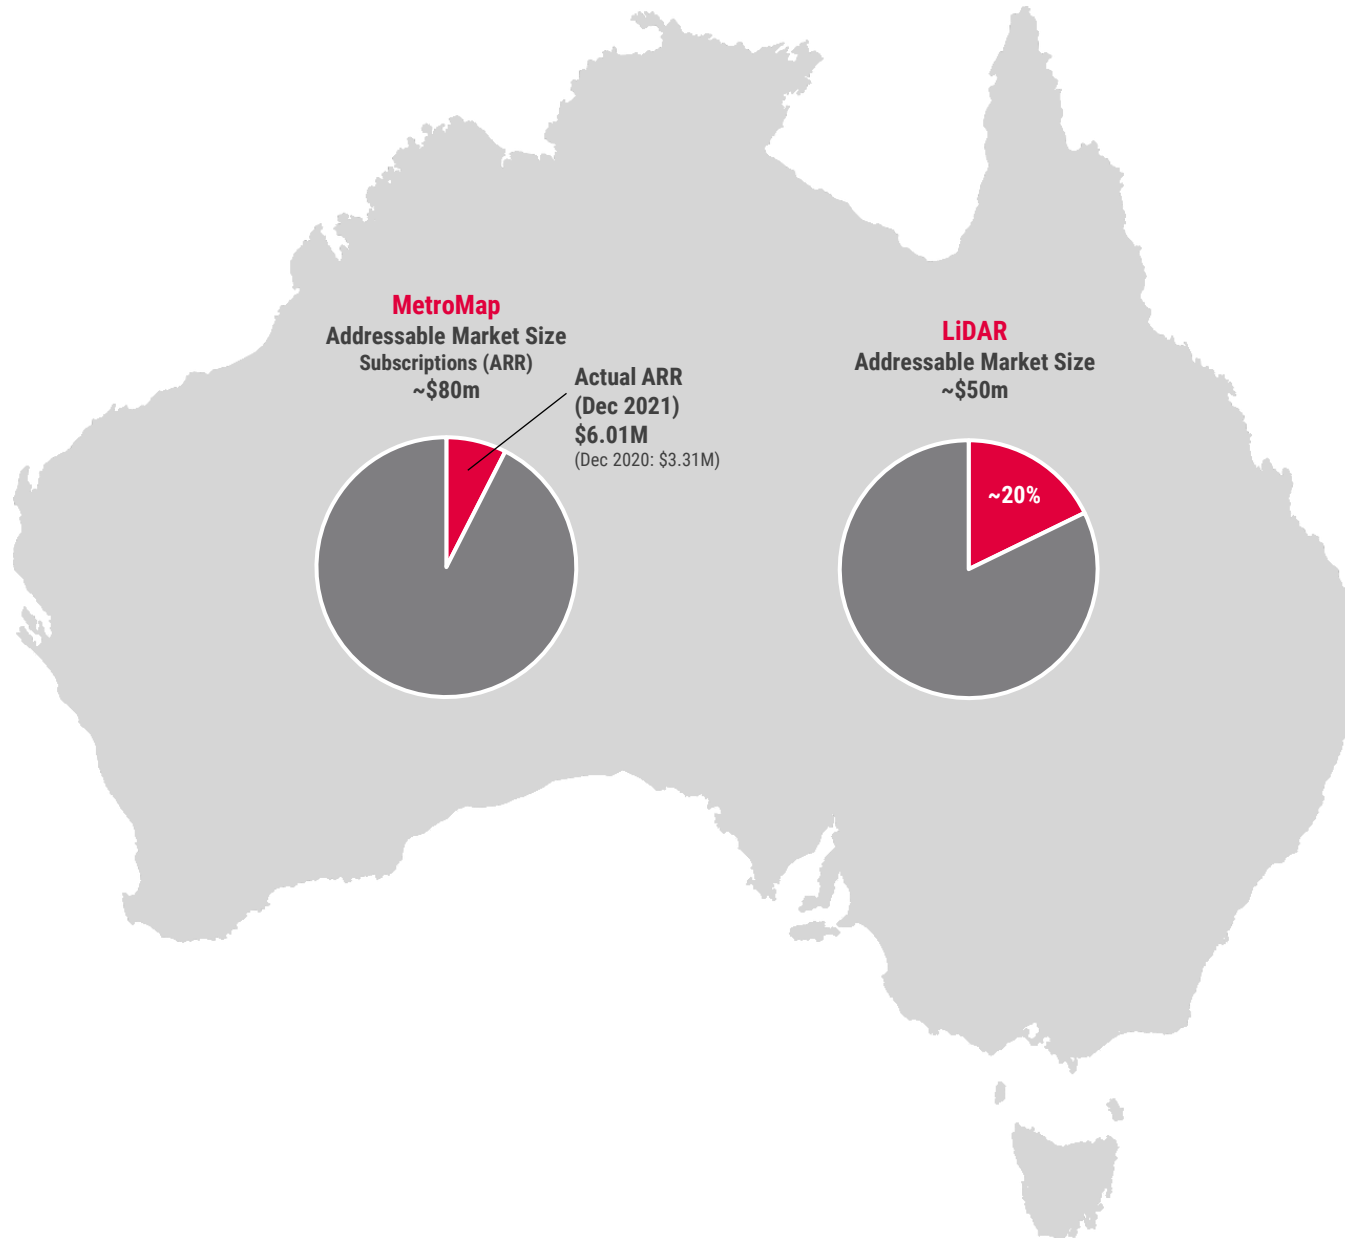 MetroMap
Addressable Market Size
Subscriptions (ARR)
~$80m
Actual ARR
(Dec 2021)
$6.01M
(Dec 2020: $3.31M)
LiDAR
Addressable Market Size
~$50m
~20%